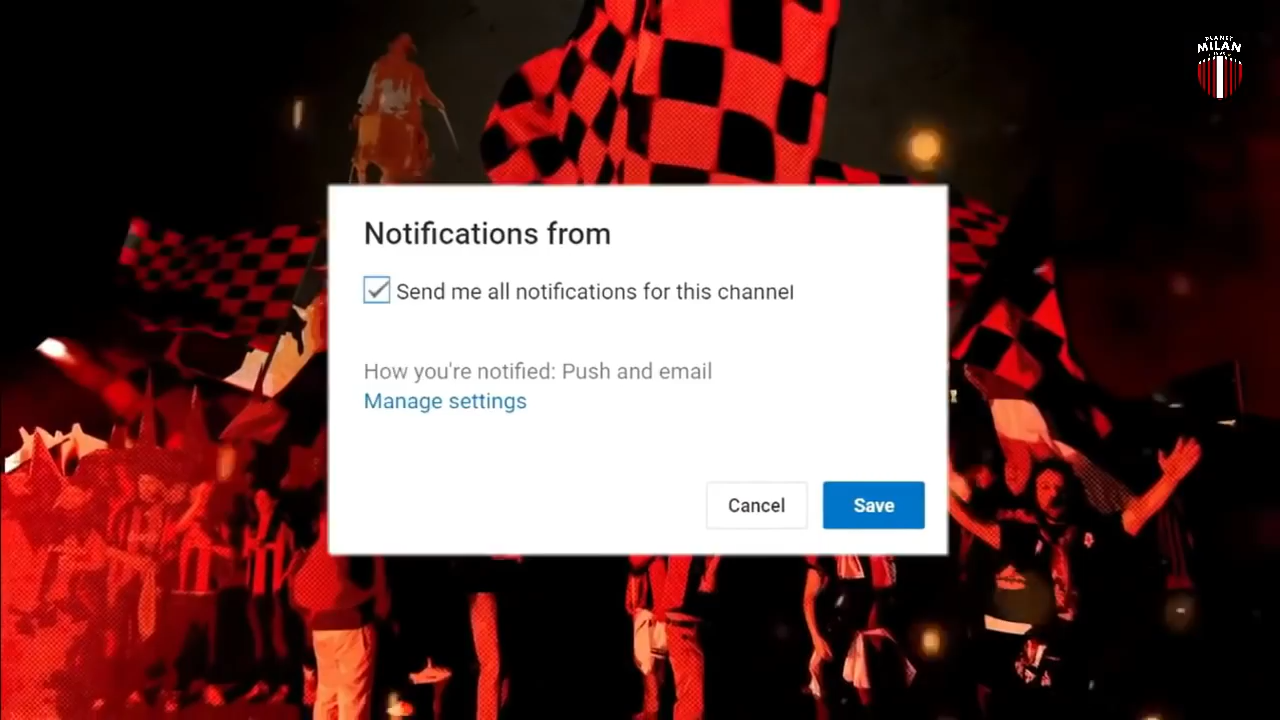 PLANET
MILAN
Notifications from
Send me all notifications for this channel
How you're notified: Push and email
Manage settings
Cancel
Save